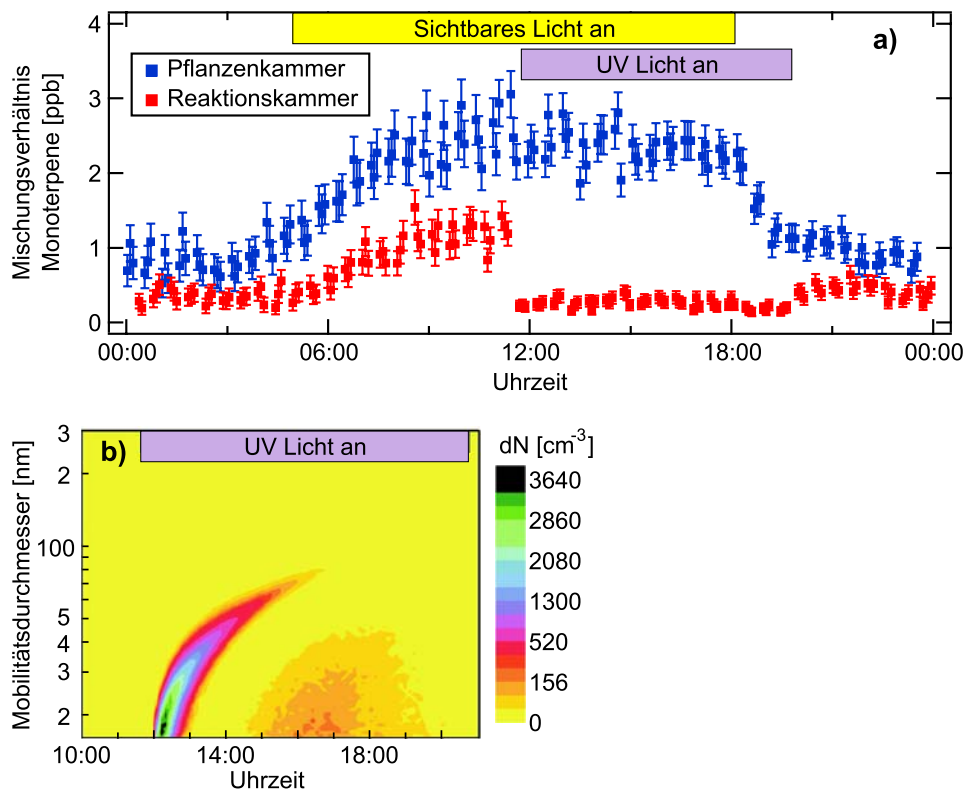 Sichtbares Licht an
a)
UV Licht an
Pflanzenkammer
Reaktionskammer
Mischungsverhältnis
Monoterpene [ppb]
4
3
2
1
0
00:00
06:00
12:00
18:00
00:00
Uhrzeit
b)
UV Licht an
Mobilitätsdurchmesser [nm]
3
2
100
5
4
3
2
10:00
14:00
18:00
Uhrzeit
dN [cm-3]
3640
2860
2080
1300
520
156
0